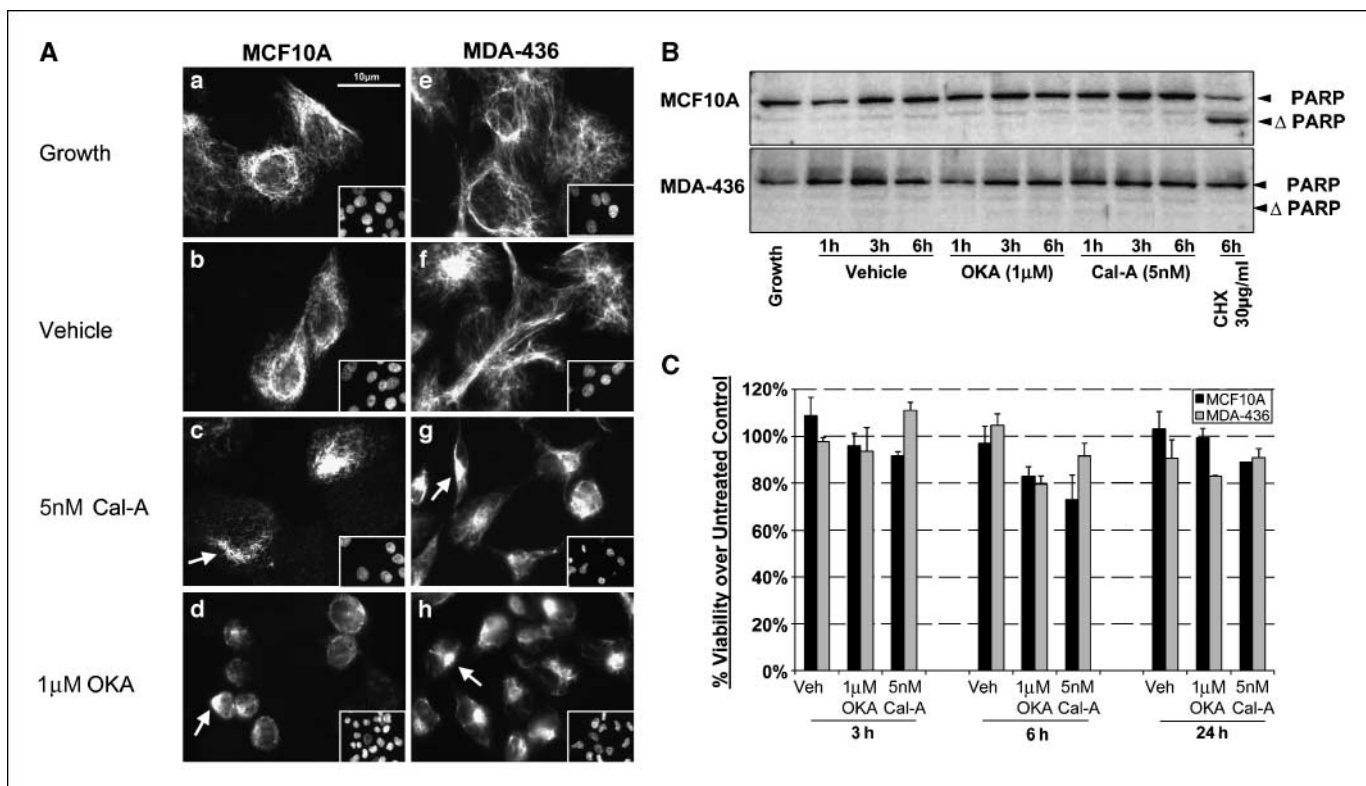 A
MCF10A MDA-436
a
10µm
e
Growth
b
f
Vehicle
c
g
5nM Cal-A
d
h
1µM OKA
B
MCF10A
PARP
Δ PARP
MDA-436
PARP
Δ PARP
Growth
1h 3h 6h 1h 3h 6h 1h 3h 6h 6h
Vehicle OKA (1µM) Cal-A (5nM)
CHX
30µg/ml
C
% Viability over Untreated Control
120%
100%
80%
60%
40%
20%
0%
MCF10A
MDA-436
Veh 1µM 5nM Veh 1µM 5nM Veh 1µM 5nM
OKA Cal-A OKA Cal-A OKA Cal-A
3 h 6 h 24 h